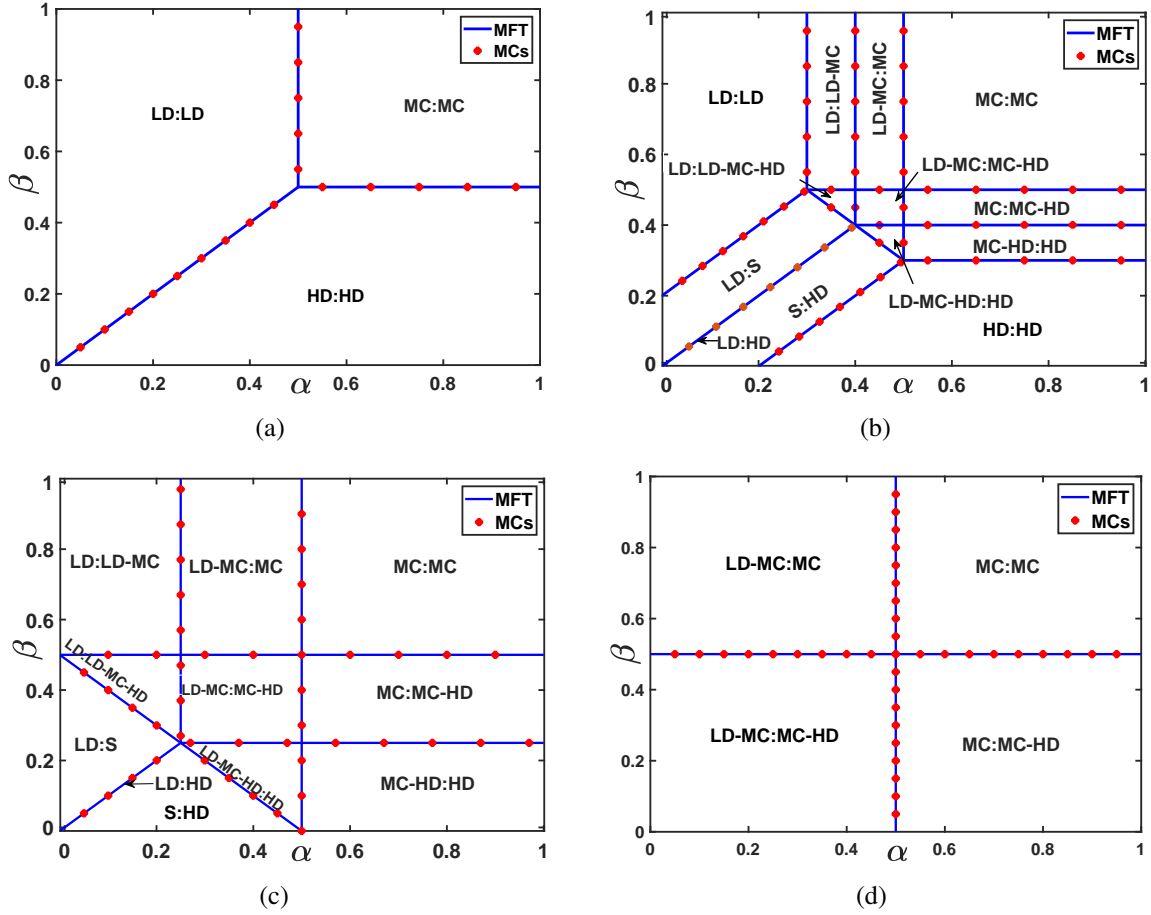 1
0.8
0.6
0.4
0.2
0
0
0.2
0.4
0.6
0.8
1
β
α
MFT
MCs
LD:LD
MC:MC
HD:HD
(a)
1
0.8
0.6
0.4
0.2
0
0
0.2
0.4
0.6
0.8
1
β
α
MFT
MCs
LD:LD
LD:LD-MC
LD-MC:MC
MC:MC
LD:LD-MC-HD
LD-MC:MC-HD
MC:MC-HD
MC-HD:HD
LD:S
S:HD
LD-MC-HD:HD
LD:HD
HD:HD
(b)
1
0.8
0.6
0.4
0.2
0
0
0.2
0.4
0.6
0.8
1
β
α
MFT
MCs
LD:LD-MC
LD-MC:MC
MC:MC
LD:LD-MC-HD
LD-MC:MC-HD
MC:MC-HD
LD:S
LD-MC-HD:HD
LD:HD
MC-HD:HD
S:HD
(c)
1
0.8
0.6
0.4
0.2
0
0
0.2
0.4
0.6
0.8
1
β
α
MFT
MCs
LD-MC:MC
MC:MC
LD-MC:MC-HD
MC:MC-HD
(d)